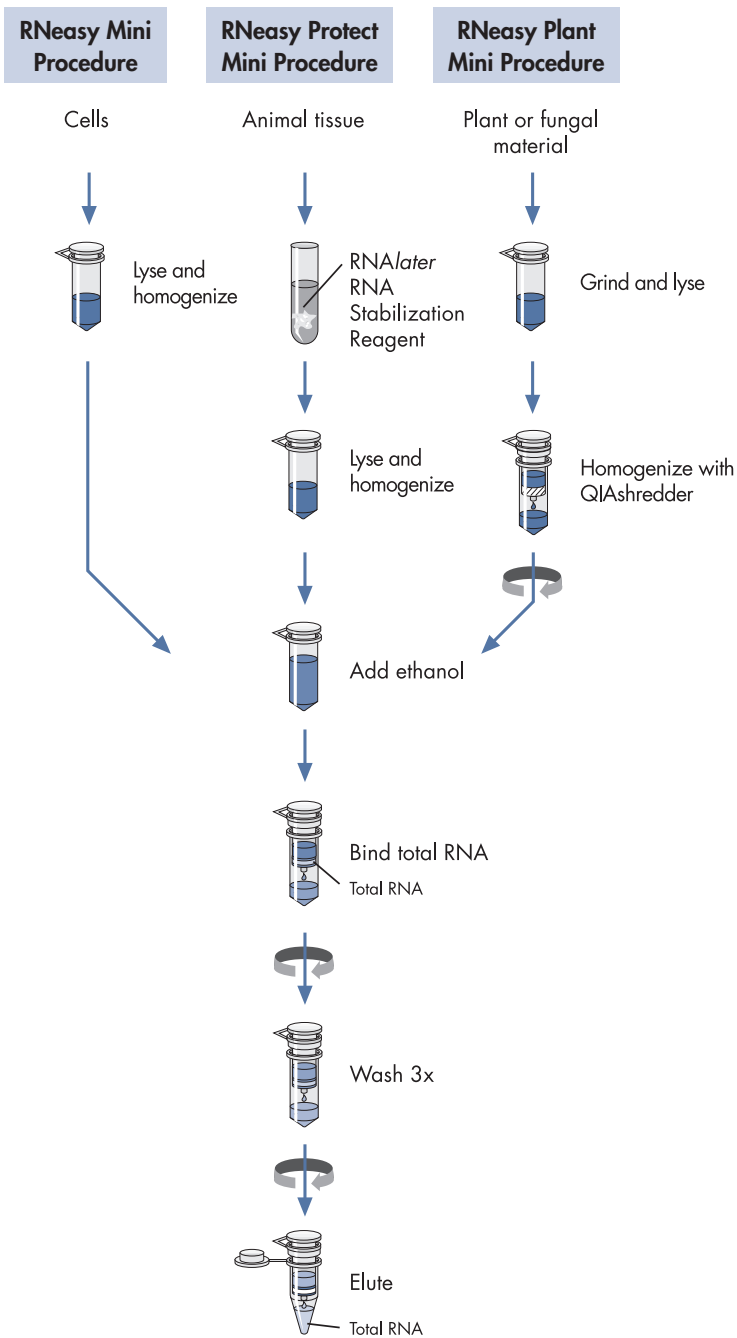 RNeasy Mini
Procedure
RNeasy Protect
Mini Procedure
RNeasy Plant
Mini Procedure
Cells
Animal tissue
Plant or fungal
material
Lyse and
homogenize
RNAlater
RNA
Stabilization
Reagent
Grind and lyse
Lyse and
homogenize
Homogenize with
QIAshredder
Add ethanol
Bind total RNA
Total RNA
Wash 3x
Elute
Total RNA